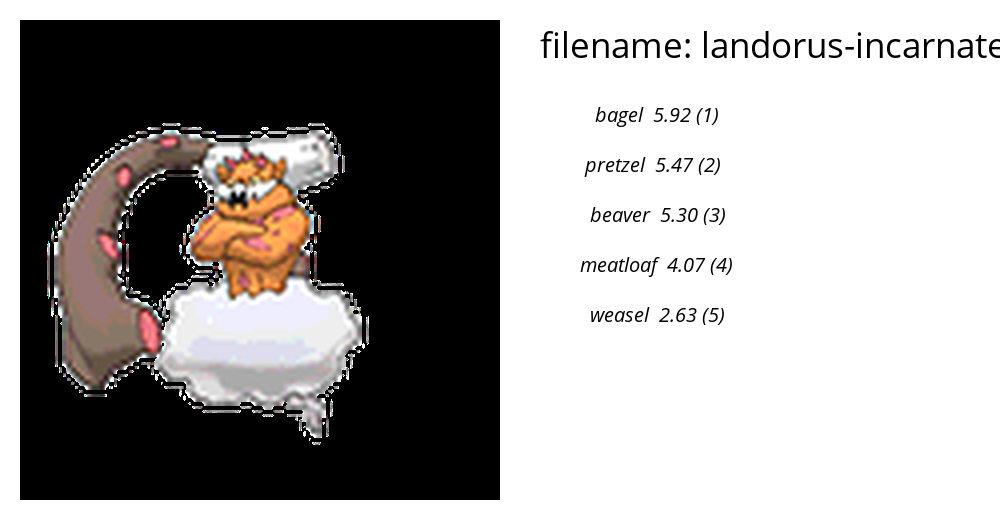 filename: landorus-incarnate
bagel 5.92 (1)
pretzel 5.47 (2)
beaver 5.30 (3)
meatloaf 4.07 (4)
weasel 2.63 (5)